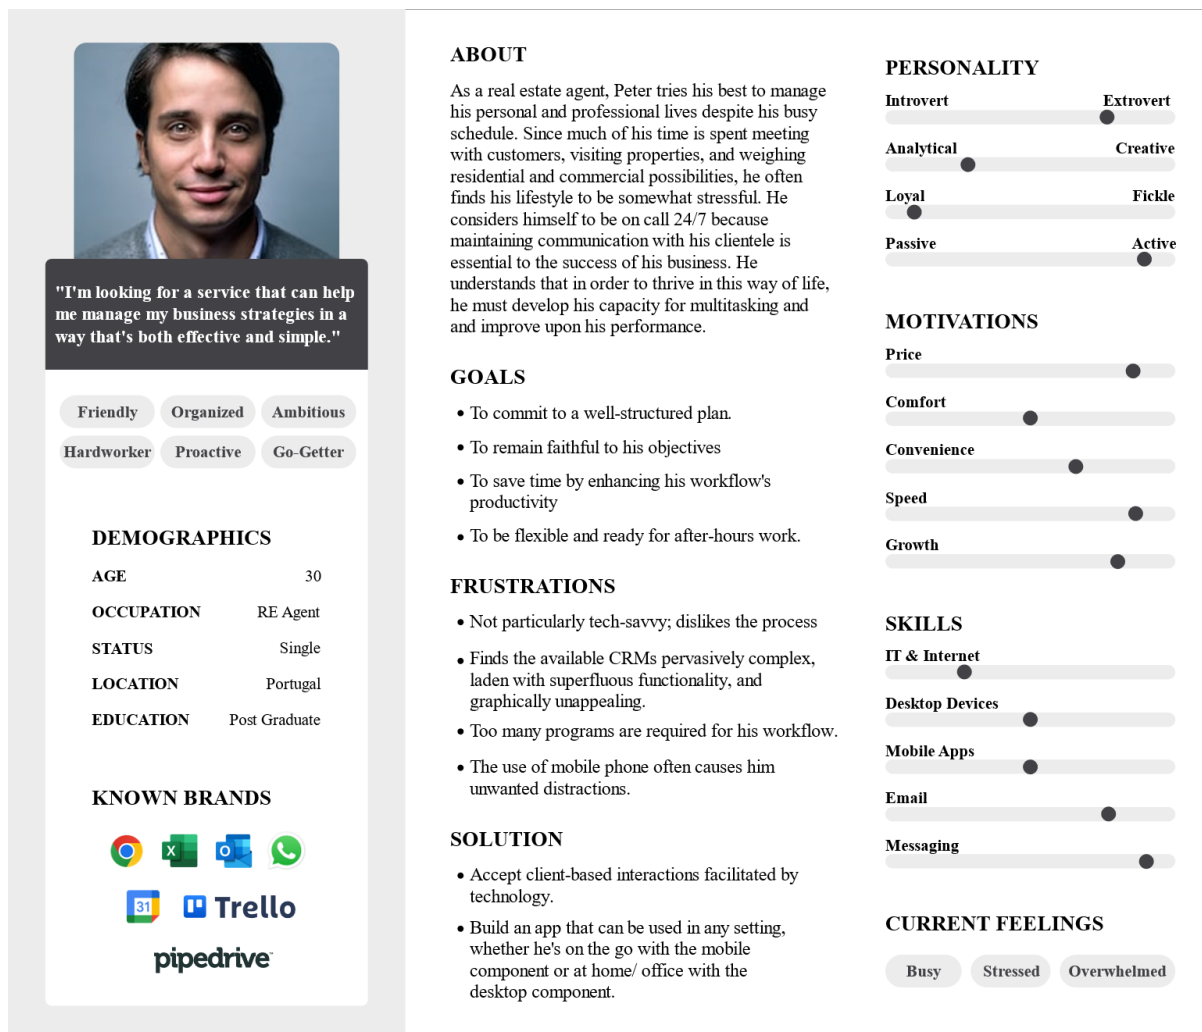 "I'm looking for a service that can help
me manage my business strategies in a
way that's both effective and simple."
Friendly
Organized
Ambitious
Hardworker
Proactive
Go-Getter
DEMOGRAPHICS
AGE 30
OCCUPATION RE Agent
STATUS Single
LOCATION Portugal
EDUCATION Post Graduate
KNOWN BRANDS
X
O
31
Trello
pipedrive
ABOUT
As a real estate agent, Peter tries his best to manage
his personal and professional lives despite his busy
schedule. Since much of his time is spent meeting
with customers, visiting properties, and weighing
residential and commercial possibilities, he often
finds his lifestyle to be somewhat stressful. He
considers himself to be on call 24/7 because
maintaining communication with his clientele is
essential to the success of his business. He
understands that in order to thrive in this way of life,
he must develop his capacity for multitasking and
and improve upon his performance.
GOALS
• To commit to a well-structured plan.
• To remain faithful to his objectives
• To save time by enhancing his workflow's
productivity
• To be flexible and ready for after-hours work.
FRUSTRATIONS
• Not particularly tech-savvy; dislikes the process
• Finds the available CRMs pervasively complex,
laden with superfluous functionality, and
graphically unappealing.
• Too many programs are required for his workflow.
• The use of mobile phone often causes him
unwanted distractions.
SOLUTION
• Accept client-based interactions facilitated by
technology.
• Build an app that can be used in any setting,
whether he's on the go with the mobile
component or at home/ office with the
desktop component.
PERSONALITY
Introvert Extrovert
Analytical Creative
Loyal Fickle
Passive Active
MOTIVATIONS
Price
Comfort
Convenience
Speed
Growth
SKILLS
IT & Internet
Desktop Devices
Mobile Apps
Email
Messaging
CURRENT FEELINGS
Busy
Stressed
Overwhelmed